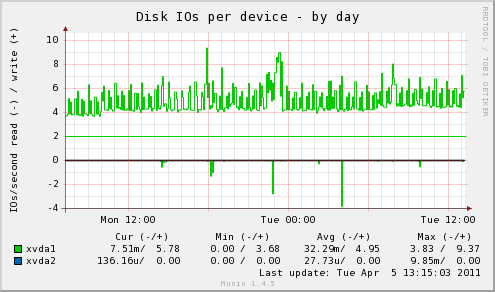 Disk IOs per device - by day
RRDTOOL / TOBI OETIKER
IOs/second read (-) / write (+)
10
8
6
4
2
0
-2
-4
Mon 12:00 Tue 00:00 Tue 12:00
Cur (-/+) Min (-/+) Avg (-/+) Max (-/+)
xvda1 7.51m/ 5.78 0.00 / 3.68 32.29m/ 4.95 3.83 / 9.37
xvda2 136.16u/ 0.00 0.00 / 0.00 27.73u/ 0.00 9.85m/ 0.00
Last update: Tue Apr 5 13:15:03 2011
Munin 1.4.5